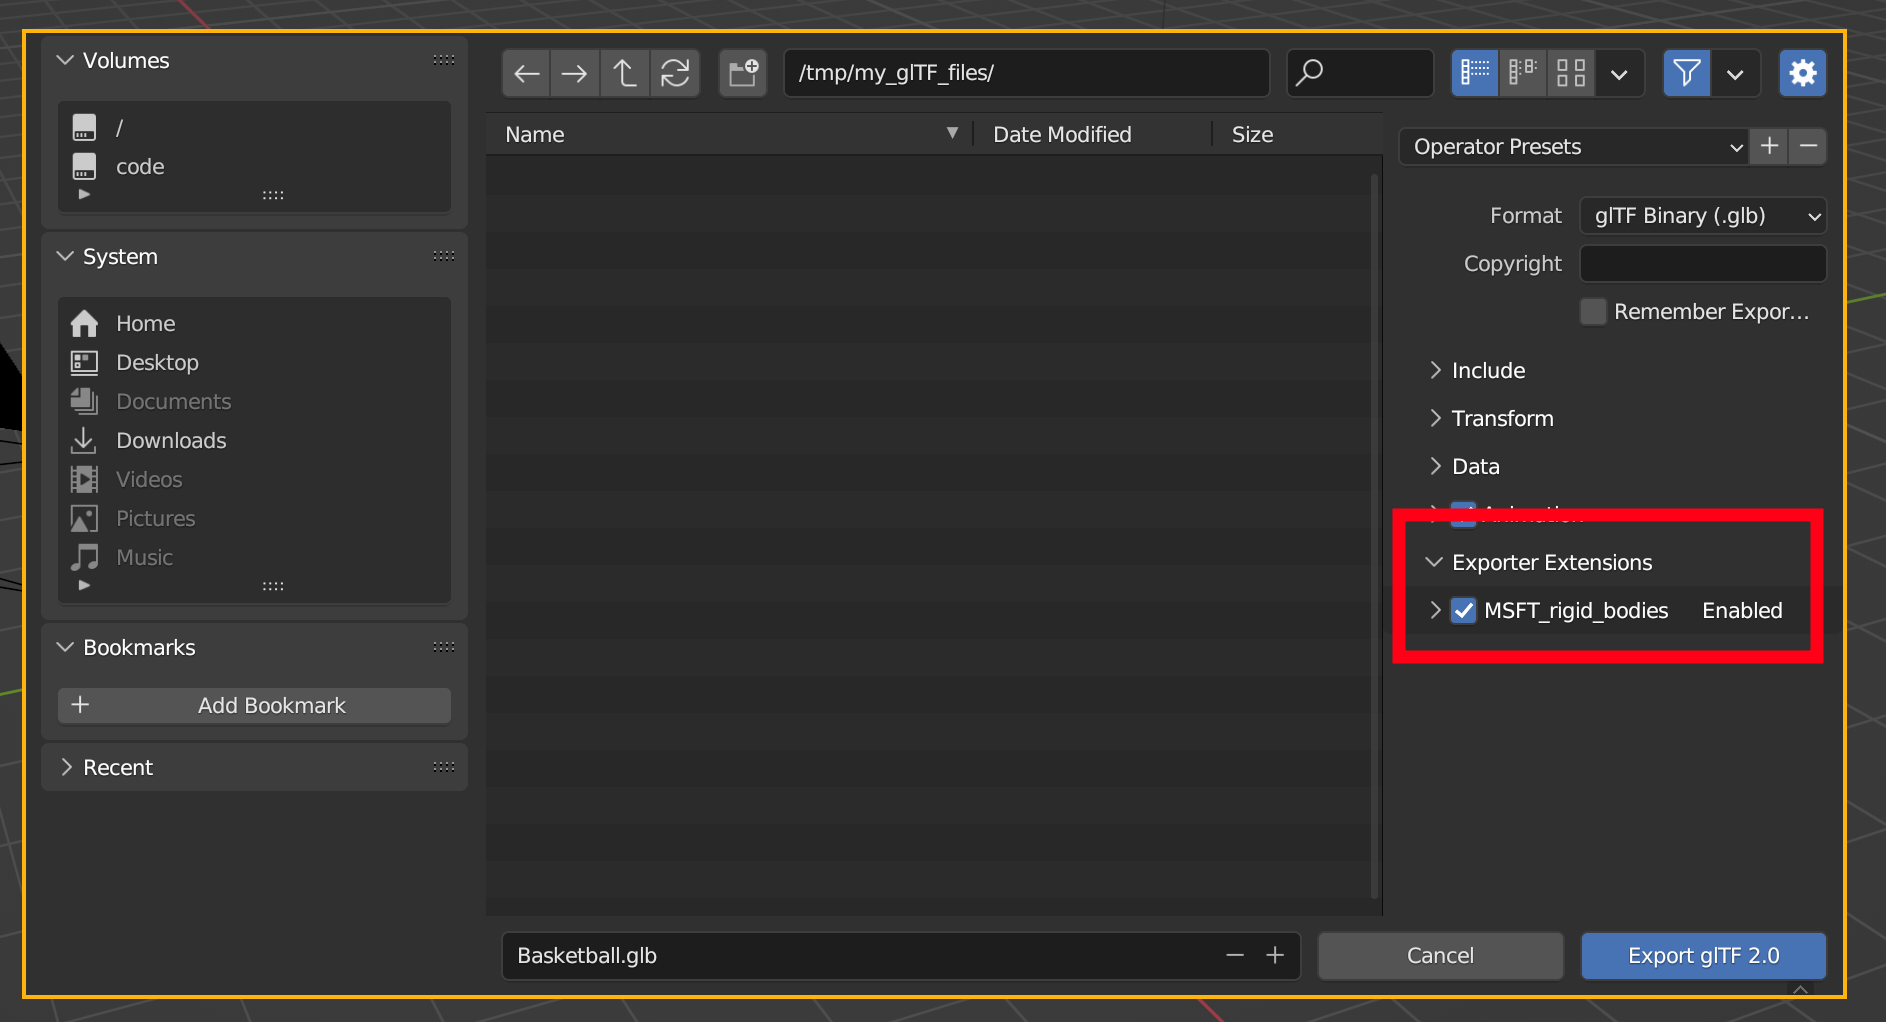 Volumes
/
code
System
Home
Desktop
Documents
Downloads
Videos
Pictures
Music
Bookmarks
Add Bookmark
Recent
/tmp/my_glTF_files/
Name Date Modified Size
Operator Presets
Format glTF Binary (.glb)
Copyright
Remember Expor...
Include
Transform
Data
Animation
Exporter Extensions
MSFT_rigid_bodies Enabled
Basketball.glb
Cancel
Export glTF 2.0